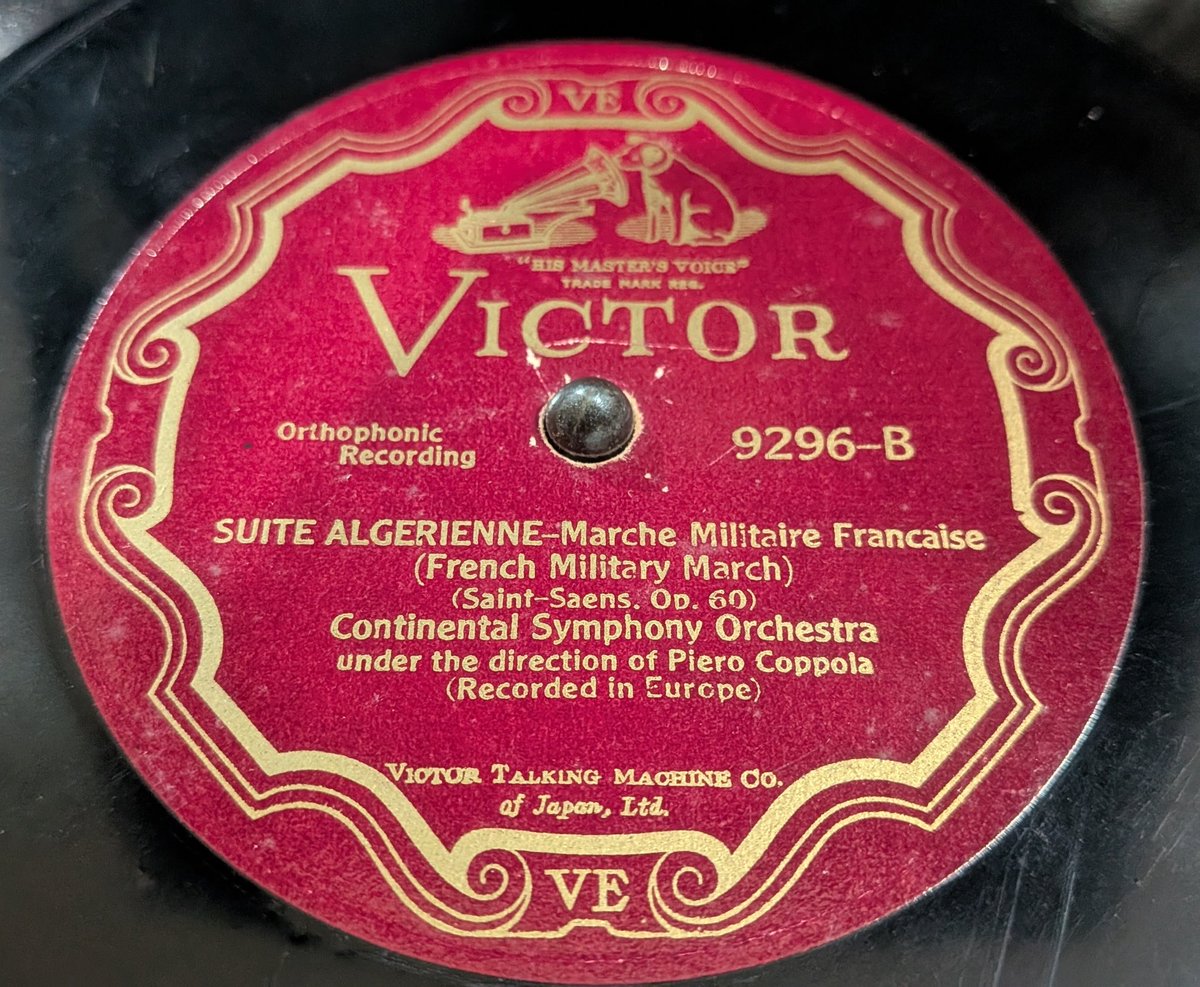 VE
"HIS MASTER'S VOICE"
TRADE MARK REG.
VICTOR
Orthophonic
Recording
9296-B
SUITE ALGERIENNE-Marche Militaire Francaise
(French Military March)
(Saint-Saens. Op. 60)
Continental Symphony Orchestra
under the direction of Piero Coppola
(Recorded in Europe)
VICTOR TALKING MACHINE CO.
of Japan, Ltd.
VE